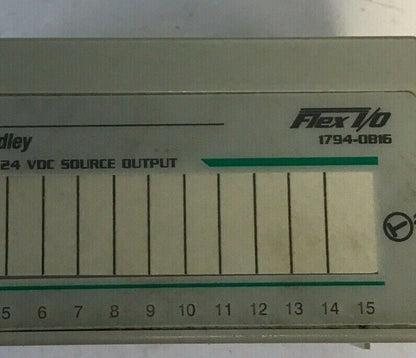 Flex I/O
dley
1794-OB16
24 VDC SOURCE OUTPUT
5 6 7 8 9 10 11 12 13 14 15